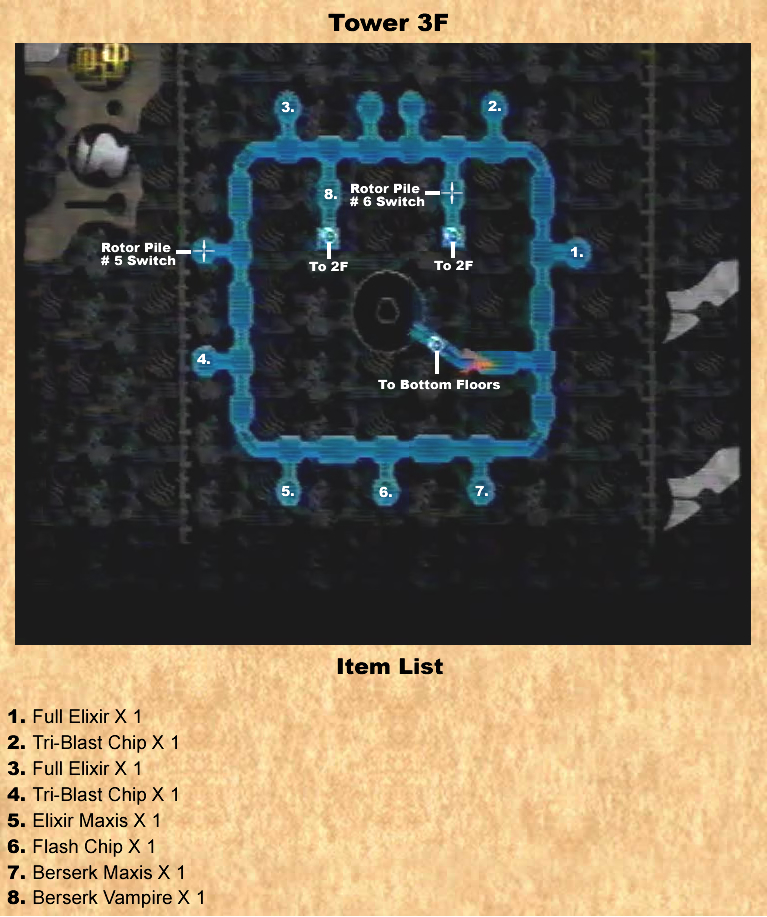 Tower 3F
3.
2.
8.
Rotor Pile
# 6 Switch
Rotor Pile
# 5 Switch
To 2F
To 2F
1.
4.
To Bottom Floors
5.
6.
7.
Item List
1. Full Elixir X 1
2. Tri-Blast Chip X 1
3. Full Elixir X 1
4. Tri-Blast Chip X 1
5. Elixir Maxis X 1
6. Flash Chip X 1
7. Berserk Maxis X 1
8. Berserk Vampire X 1